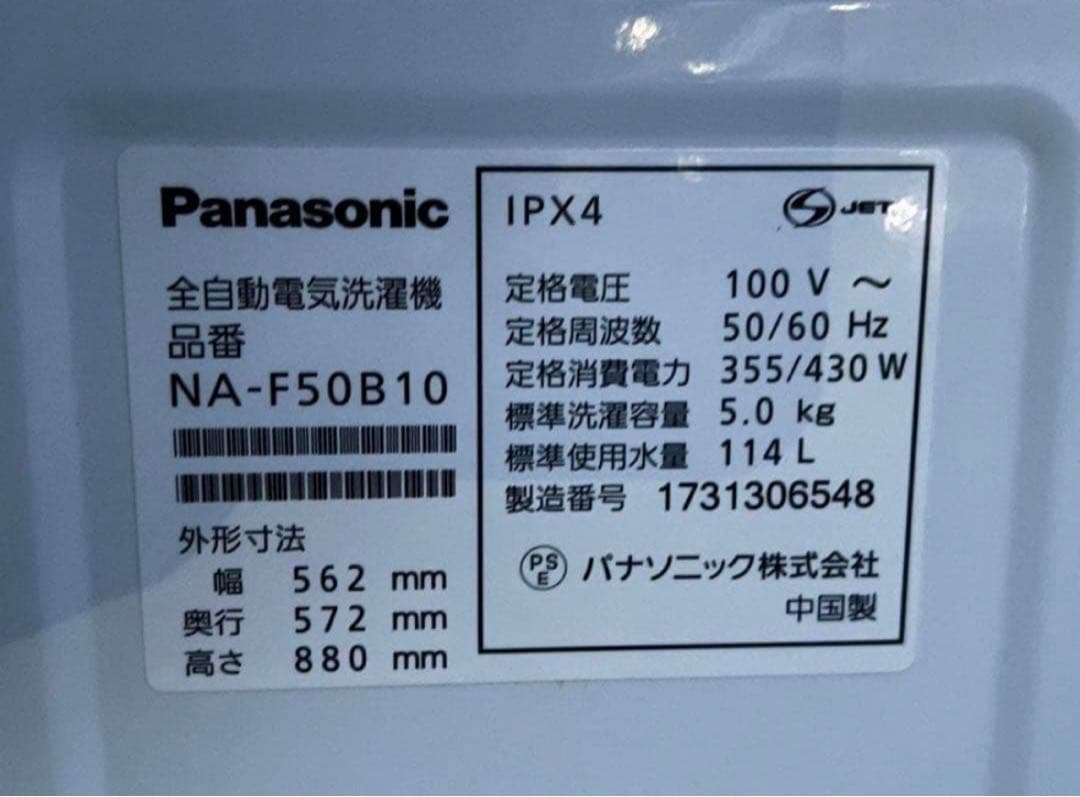 Panasonic
全自動電気洗濯機
品番
NA-F50B10
外形寸法
幅 562 mm
奥行 572 mm
高さ 880 mm
IPX4
JET
定格電圧 100 V ～
定格周波数 50/60 Hz
定格消費電力 355/430 W
標準洗濯容量 5.0 kg
標準使用水量 114 L
製造番号 1731306548
PSE パナソニック株式会社
中国製